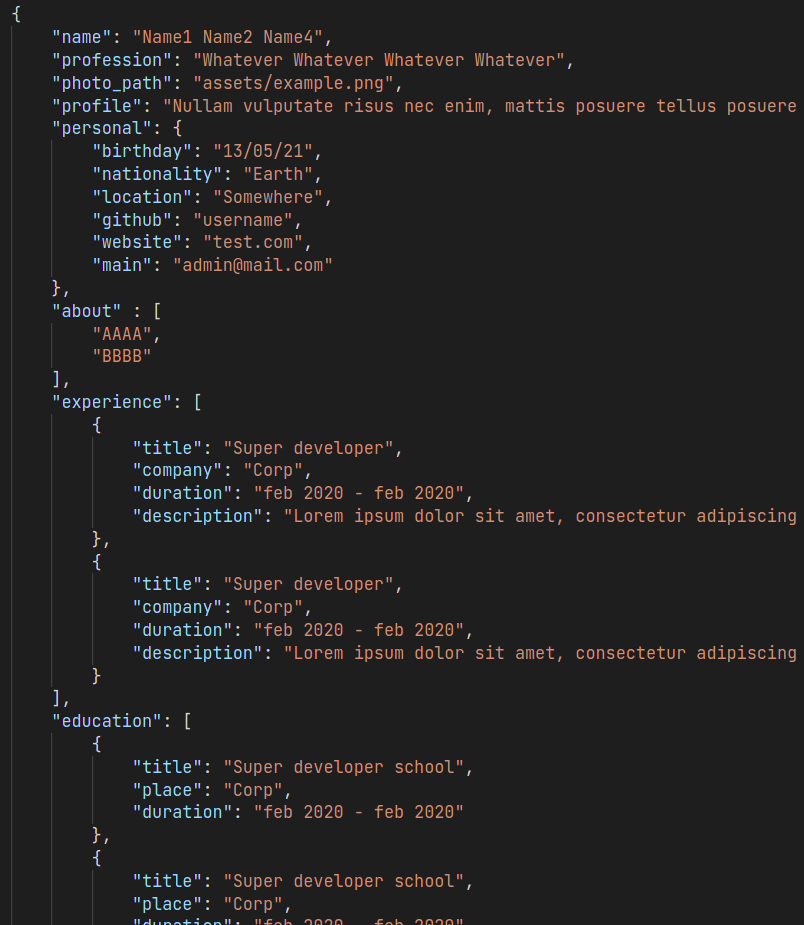 {
    "name": "Name1 Name2 Name4",
    "profession": "Whatever Whatever Whatever Whatever",
    "photo_path": "assets/example.png",
    "profile": "Nullam vulputate risus nec enim, mattis posuere tellus posuere
    "personal": {
        "birthday": "13/05/21",
        "nationality": "Earth",
        "location": "Somewhere",
        "github": "username",
        "website": "test.com",
        "main": "admin@mail.com"
    },
    "about" : [
        "AAAA",
        "BBBB"
    ],
    "experience": [
        {
            "title": "Super developer",
            "company": "Corp",
            "duration": "feb 2020 - feb 2020",
            "description": "Lorem ipsum dolor sit amet, consectetur adipiscing
        },
        {
            "title": "Super developer",
            "company": "Corp",
            "duration": "feb 2020 - feb 2020",
            "description": "Lorem ipsum dolor sit amet, consectetur adipiscing
        }
    ],
    "education": [
        {
            "title": "Super developer school",
            "place": "Corp",
            "duration": "feb 2020 - feb 2020"
        },
        {
            "title": "Super developer school",
            "place": "Corp",
            "duration": "feb 2020 - feb 2020"